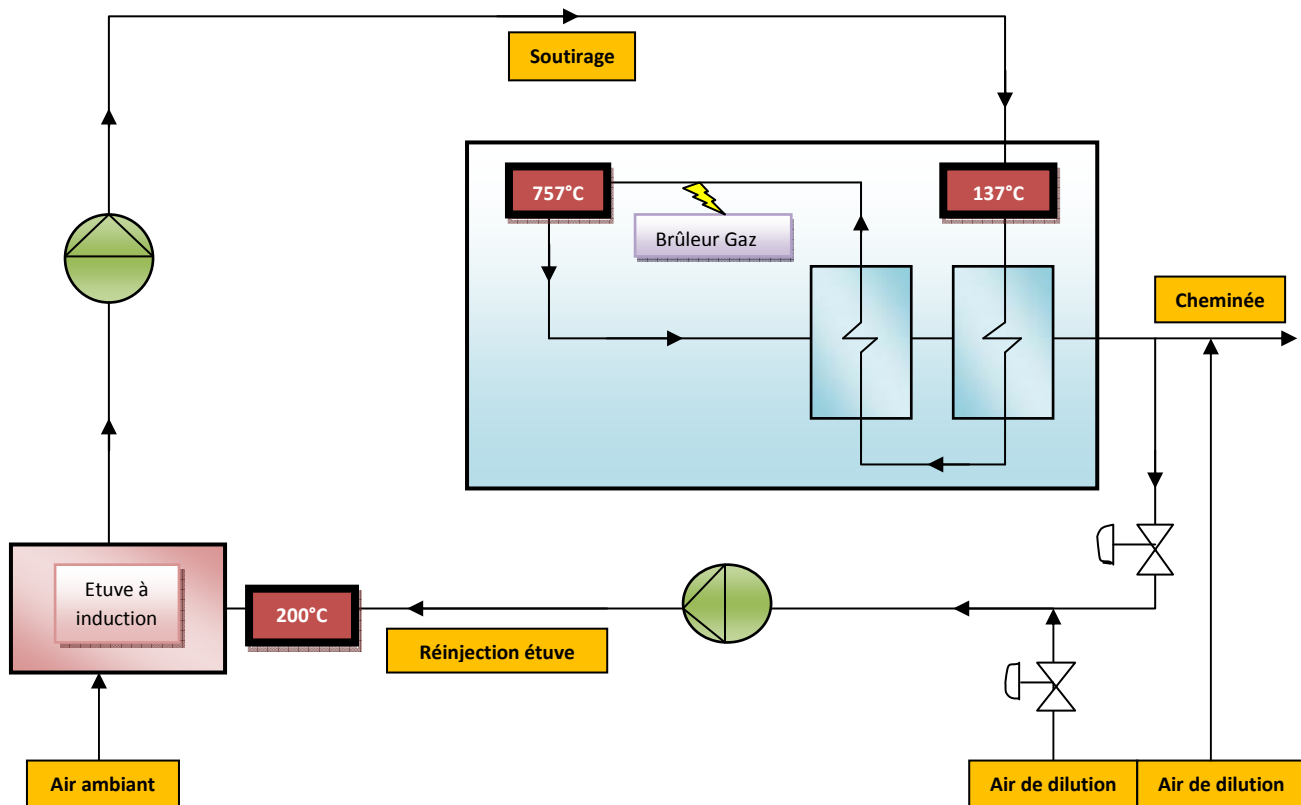 Soutirage
757°C
137°C
Brûleur Gaz
Cheminée
Etuve à
induction
200°C
Réinjection étuve
Air ambiant
Air de dilution
Air de dilution